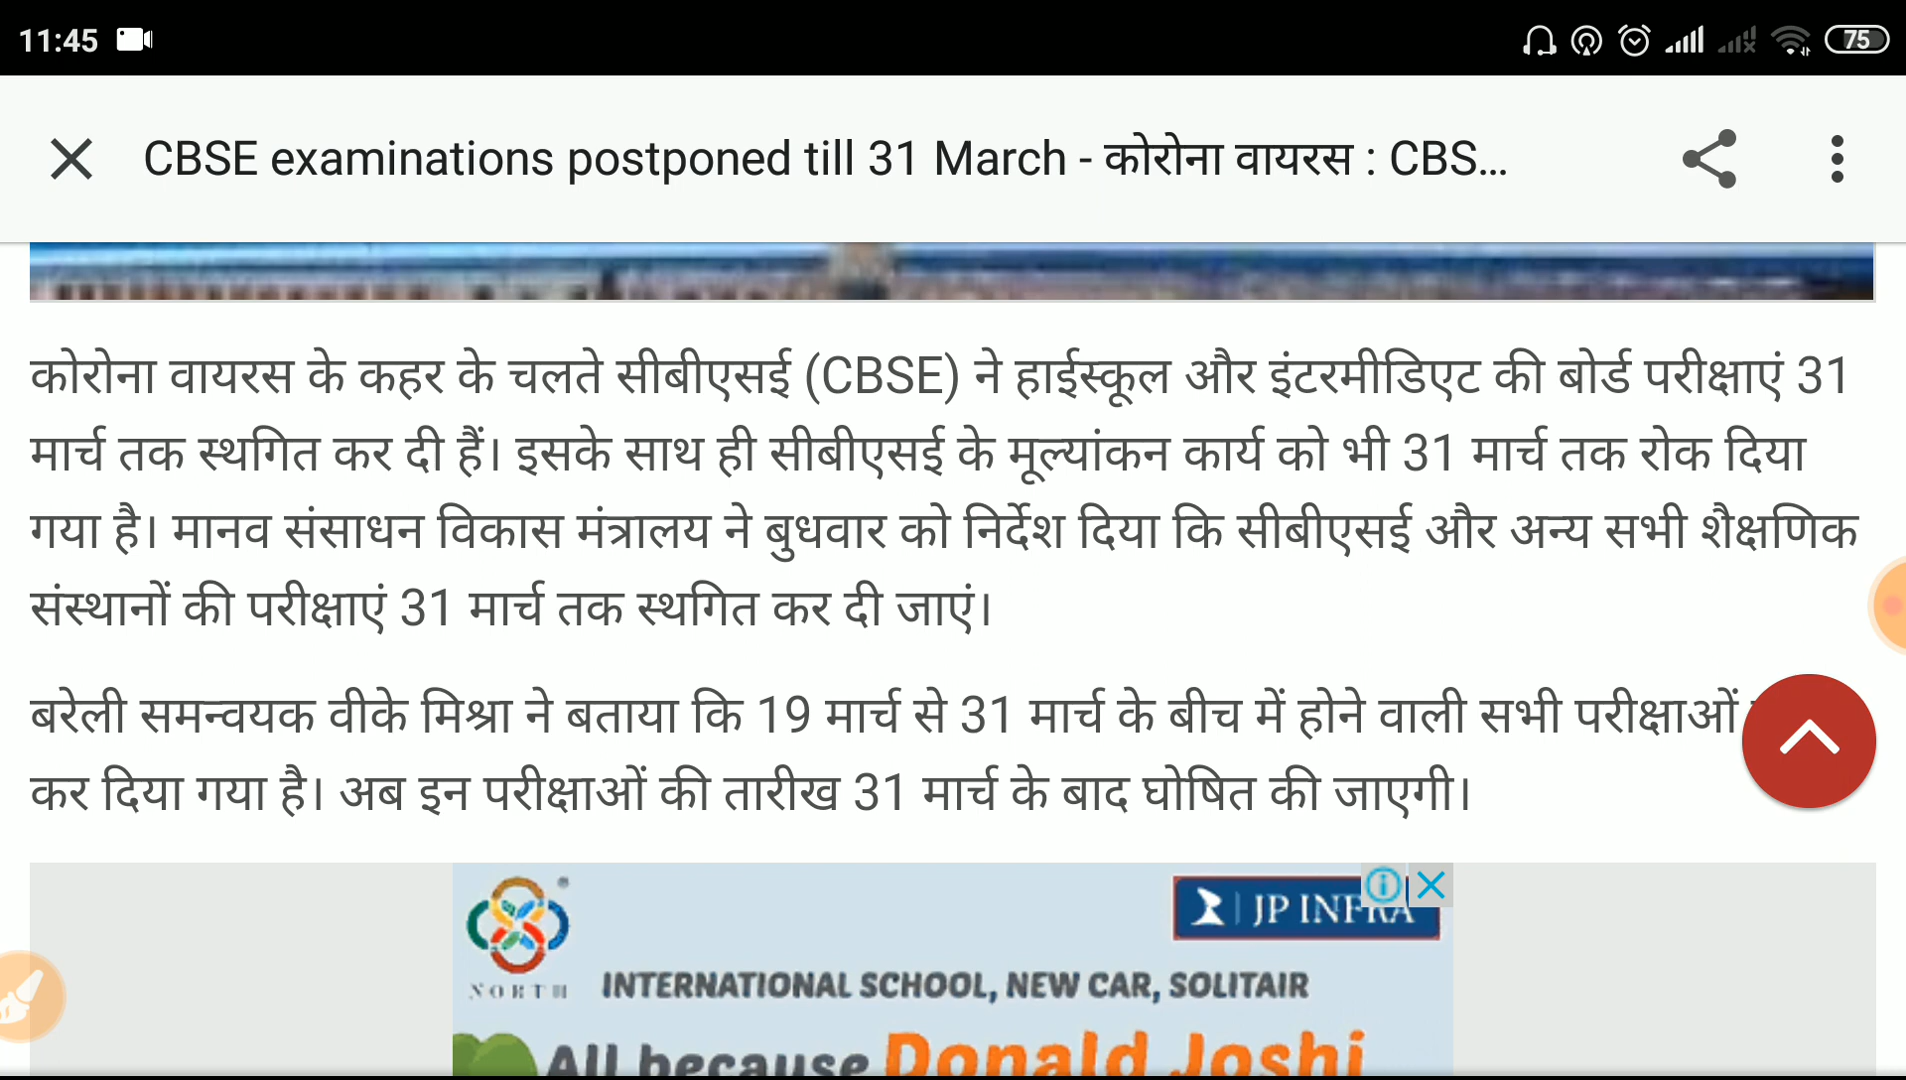 11:45
75
CBSE examinations postponed till 31 March - कोरोना वायरस : CBS...
कोरोना वायरस के कहर के चलते सीबीएसई (CBSE) ने हाईस्कूल और इंटरमीडिएट की बोर्ड परीक्षाएं 31
मार्च तक स्थगित कर दी हैं। इसके साथ ही सीबीएसई के मूल्यांकन कार्य को भी 31 मार्च तक रोक दिया
गया है। मानव संसाधन विकास मंत्रालय ने बुधवार को निर्देश दिया कि सीबीएसई और अन्य सभी शैक्षणिक
संस्थानों की परीक्षाएं 31 मार्च तक स्थगित कर दी जाएं।
बरेली समन्वयक वीके मिश्रा ने बताया कि 19 मार्च से 31 मार्च के बीच में होने वाली सभी परीक्षाओं
कर दिया गया है। अब इन परीक्षाओं की तारीख 31 मार्च के बाद घोषित की जाएगी।
NORTH
JP INFRA
INTERNATIONAL SCHOOL, NEW CAR, SOLITAIR
All because Donald Joshi